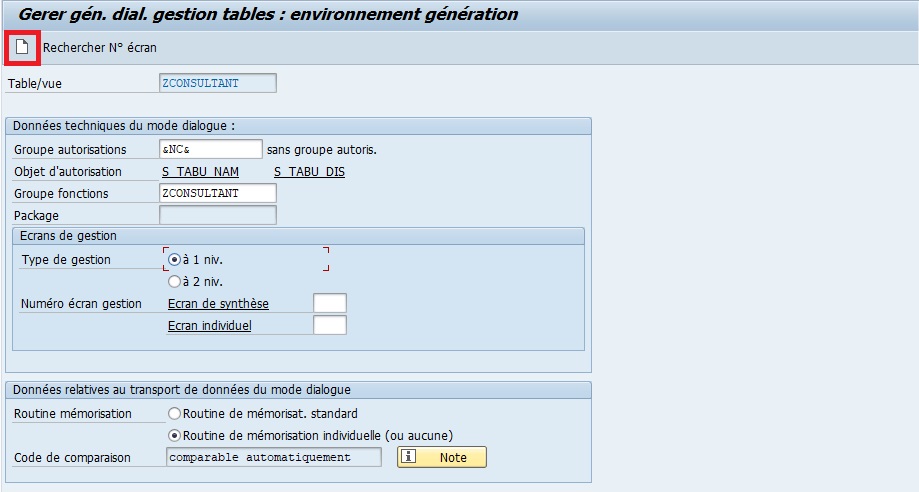 Gerer gén. dial. gestion tables : environnement génération
Rechercher N° écran
Table/vue ZCONSULTANT
Données techniques du mode dialogue :
Groupe autorisations &NC& sans groupe autoris.
Objet d'autorisation S_TABU_NAM S_TABU_DIS
Groupe fonctions ZCONSULTANT
Package
Ecrans de gestion
Type de gestion à 1 niv.
à 2 niv.
Numéro écran gestion Ecran de synthèse
Ecran individuel
Données relatives au transport de données du mode dialogue
Routine mémorisation Routine de mémorisat. standard
Routine de mémorisation individuelle (ou aucune)
Code de comparaison comparable automatiquement Note